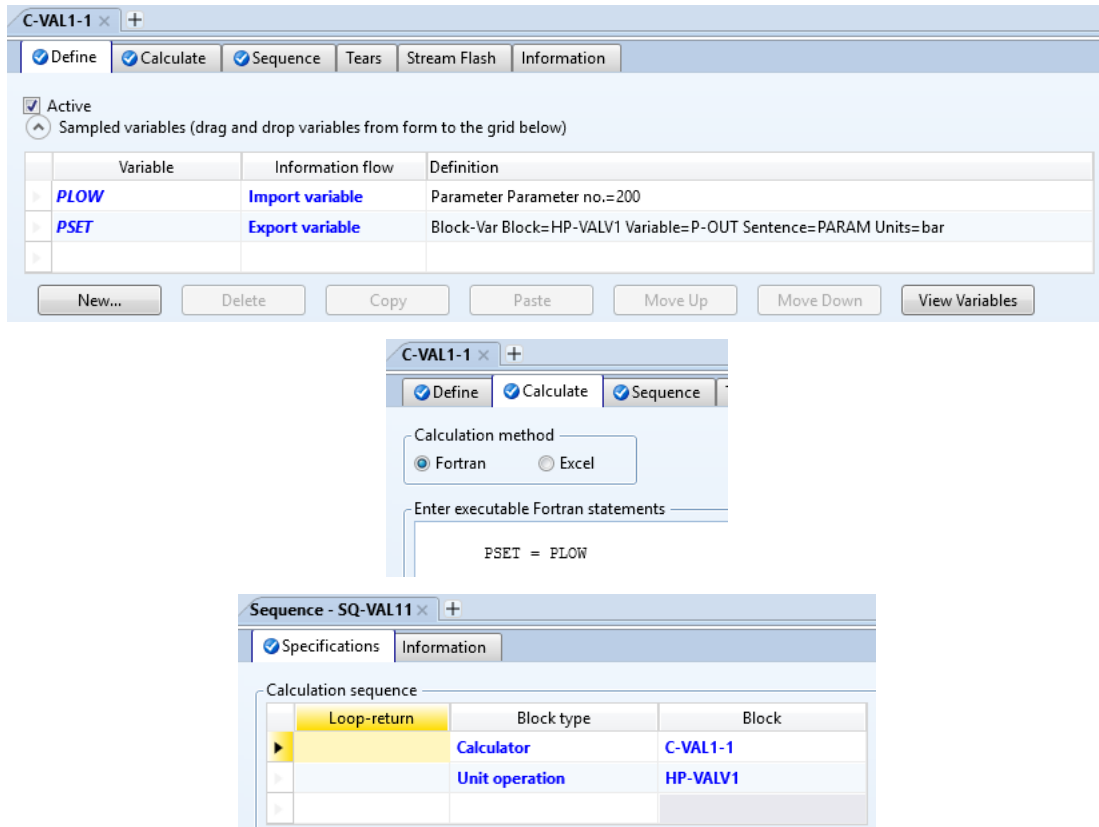 C-VAL1-1
Define Calculate Sequence Tears Stream Flash Information
Active
Sampled variables (drag and drop variables from form to the grid below)
Variable Information flow Definition
PLOW Import variable Parameter Parameter no.=200
PSET Export variable Block-Var Block=HP-VALV1 Variable=P-OUT Sentence=PARAM Units=bar
New... Delete Copy Paste Move Up Move Down View Variables
C-VAL1-1
Define Calculate Sequence
Calculation method
Fortran Excel
Enter executable Fortran statements
PSET = PLOW
Sequence - SQ-VAL11
Specifications Information
Calculation sequence
Loop-return Block type Block
Calculator C-VAL1-1
Unit operation HP-VALV1